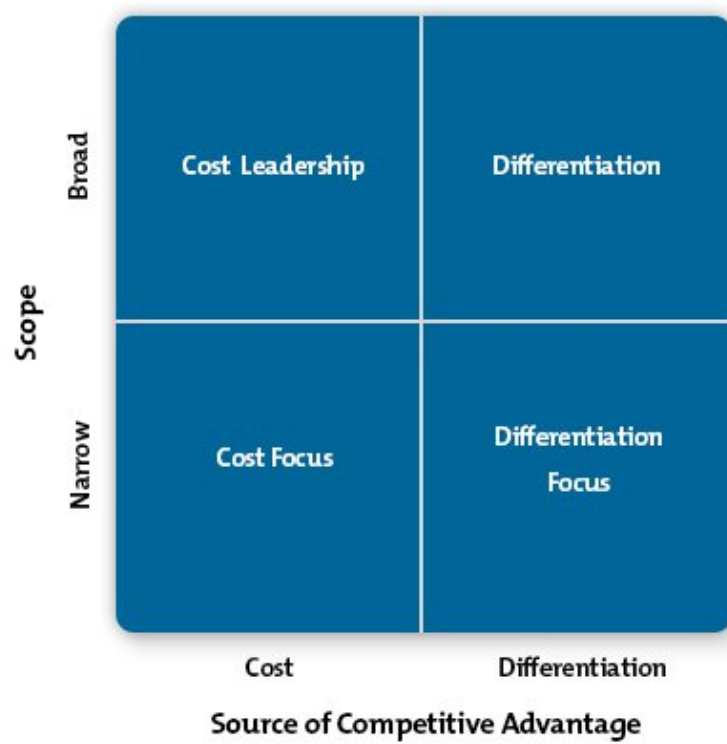 Broad
Cost Leadership
Differentiation
Scope
Narrow
Cost Focus
Differentiation
Focus
Cost
Differentiation
Source of Competitive Advantage